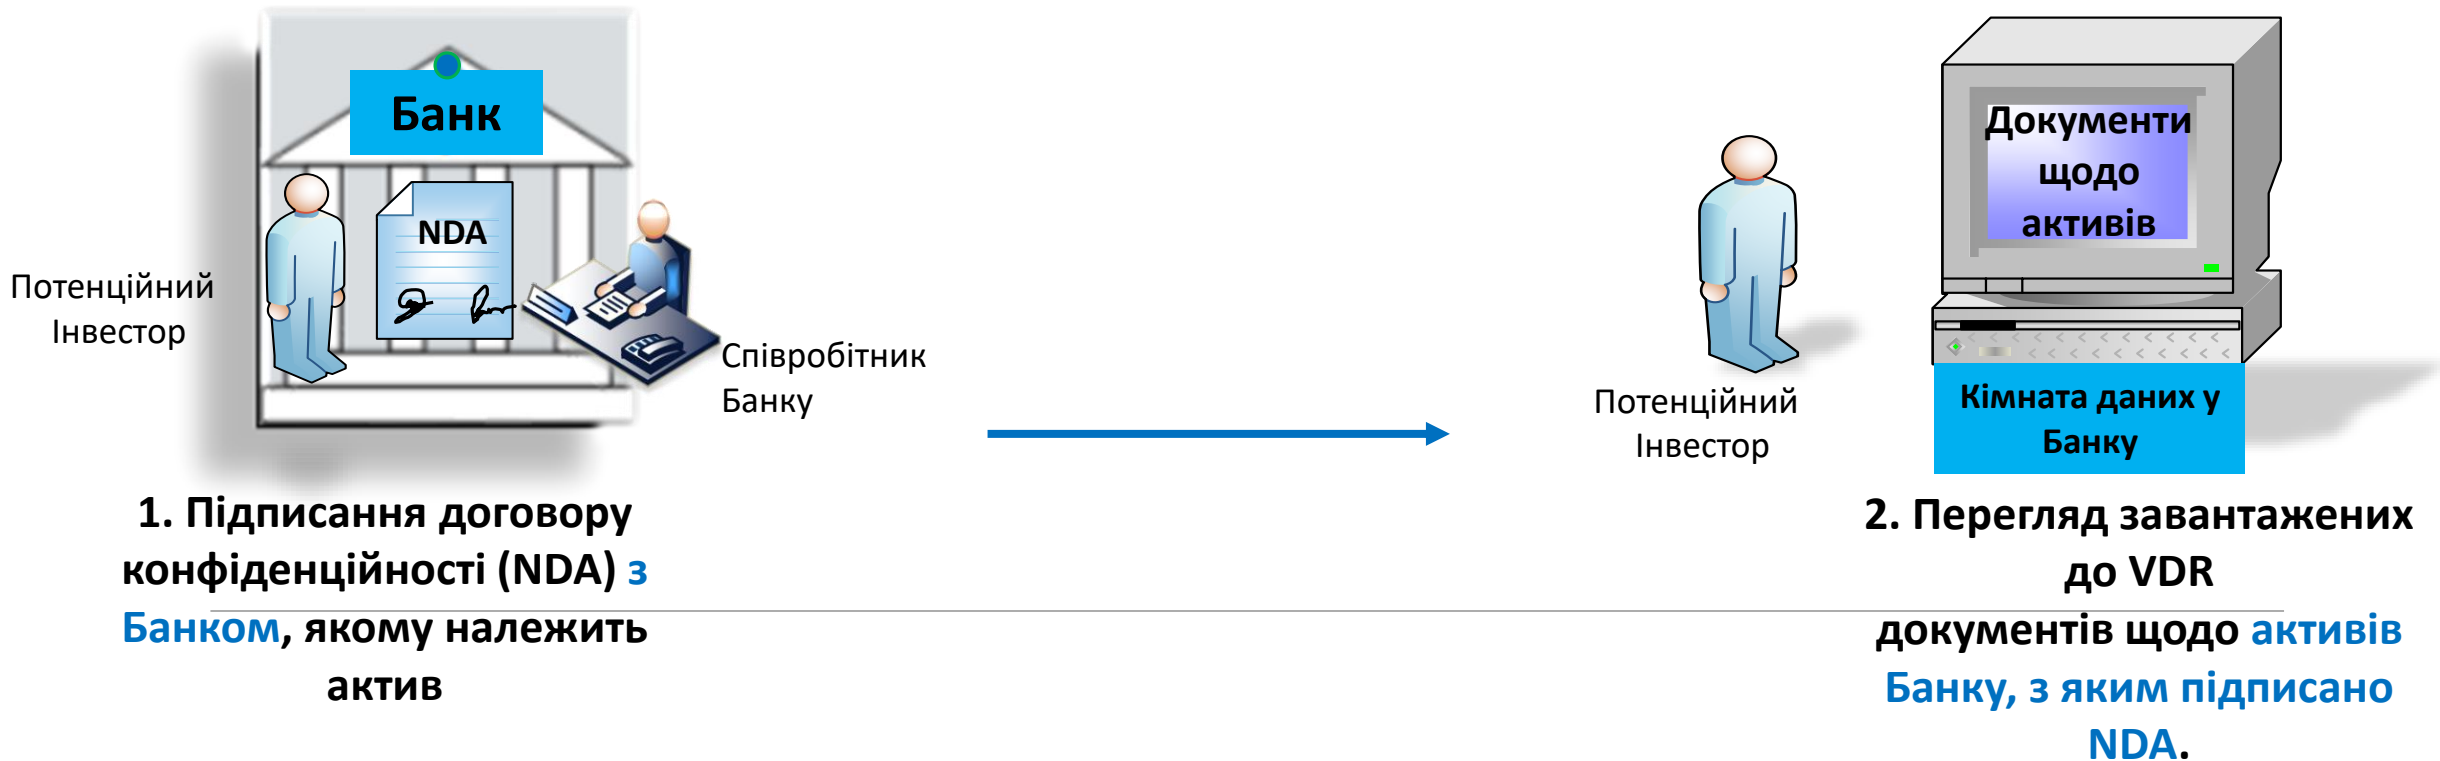 Банк
NDA
Потенційний
Інвестор
Співробітник
Банку
1. Підписання договору
конфіденційності (NDA) з
Банком, якому належить
актив
Документи
щодо
активів
Потенційний
Інвестор
Кімната даних у
Банку
2. Перегляд завантажених
до VDR
документів щодо активів
Банку, з яким підписано
NDA.